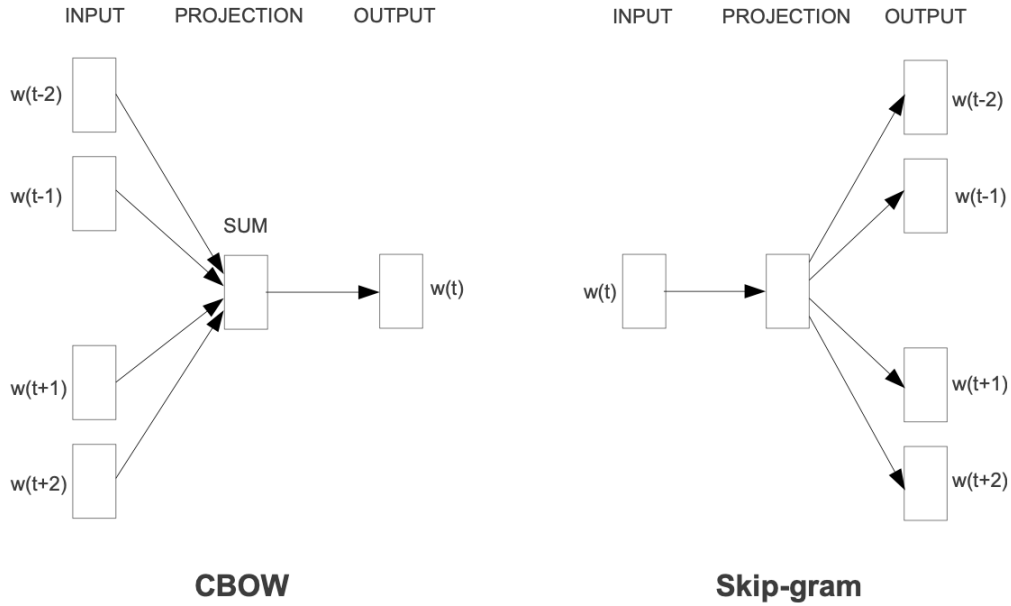 INPUT PROJECTION OUTPUT
w(t-2)
w(t-1)
SUM
w(t)
w(t+1)
w(t+2)
CBOW
INPUT PROJECTION OUTPUT
w(t-2)
w(t-1)
w(t)
w(t+1)
w(t+2)
Skip-gram